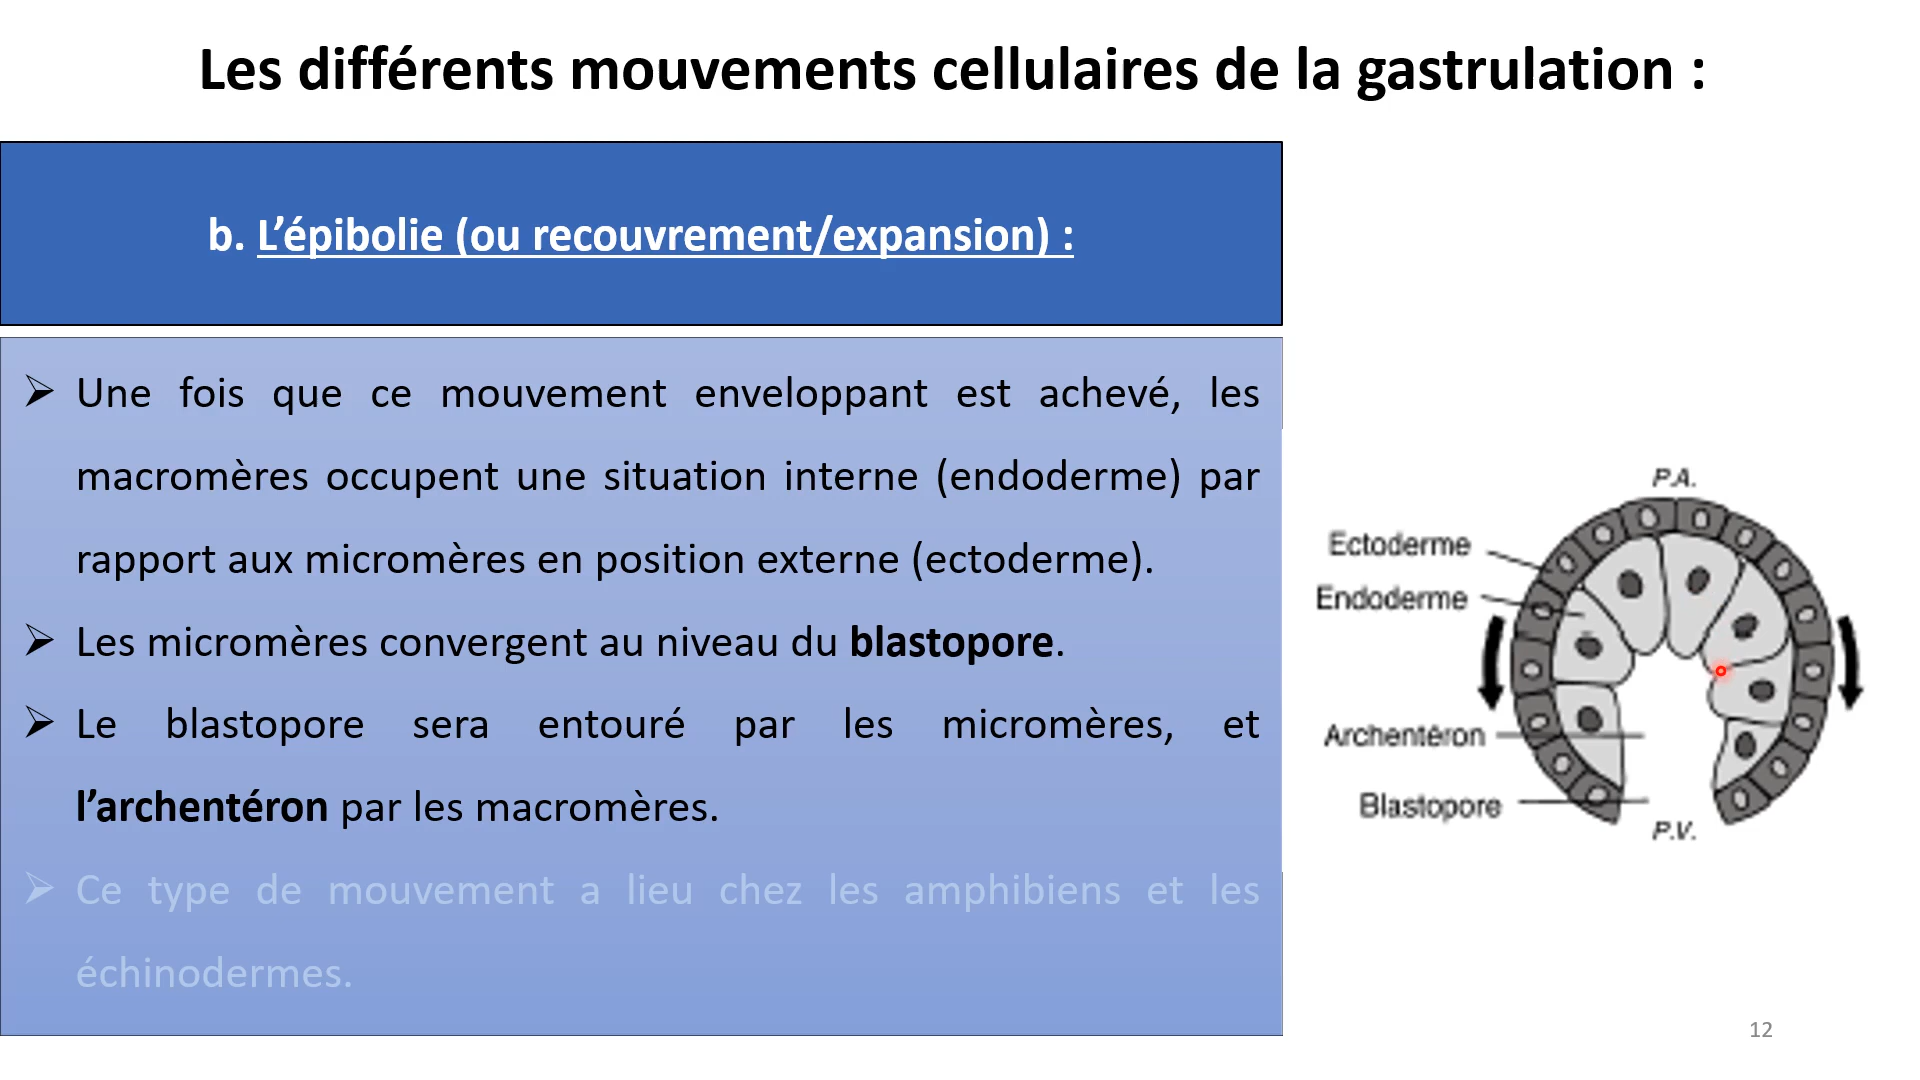 Les différents mouvements cellulaires de la gastrulation :
b. L’épibolie (ou recouvrement/expansion) :
➢ Une fois que ce mouvement enveloppant est achevé, les
macromères occupent une situation interne (endoderme) par
rapport aux micromères en position externe (ectoderme).
➢ Les micromères convergent au niveau du blastopore.
➢ Le blastopore sera entouré par les micromères, et
l’archentéron par les macromères.
➢ Ce type de mouvement a lieu chez les amphibiens et les
échinodermes.
P.A.
Ectoderme
Endoderme
Archentéron
Blastopore
P.V.
12